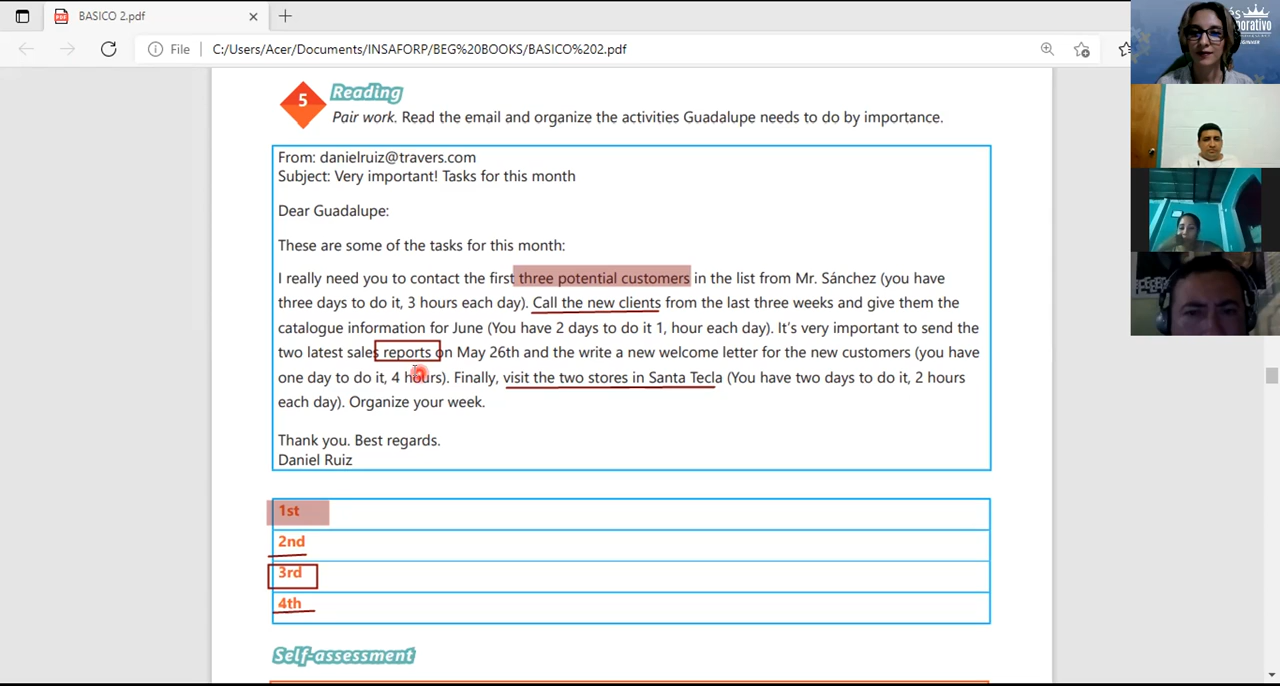 BASICO 2.pdf
File
C:/Users/Acer/Documents/INSAFORP/BEG%20BOOKS/BASICO%202.pdf
5
Reading
Pair work. Read the email and organize the activities Guadalupe needs to do by importance.
From: danielruiz@travers.com
Subject: Very important! Tasks for this month
Dear Guadalupe:
These are some of the tasks for this month:
I really need you to contact the first three potential customers in the list from Mr. Sánchez (you have
three days to do it, 3 hours each day). Call the new clients from the last three weeks and give them the
catalogue information for June (You have 2 days to do it 1, hour each day). It's very important to send the
two latest sales reports on May 26th and the write a new welcome letter for the new customers (you have
one day to do it, 4 hours). Finally, visit the two stores in Santa Tecla (You have two days to do it, 2 hours
each day). Organize your week.
Thank you. Best regards.
Daniel Ruiz
1st
2nd
3rd
4th
Self-assessment